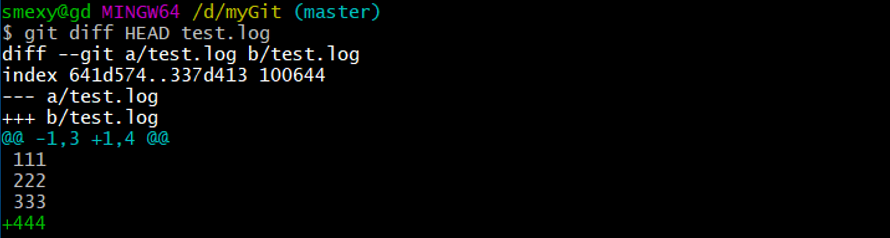 smexy@gd MINGW64 /d/myGit (master)
$ git diff HEAD test.log
diff --git a/test.log b/test.log
index 641d574..337d413 100644
--- a/test.log
+++ b/test.log
@@ -1,3 +1,4 @@
 111
 222
 333
+444